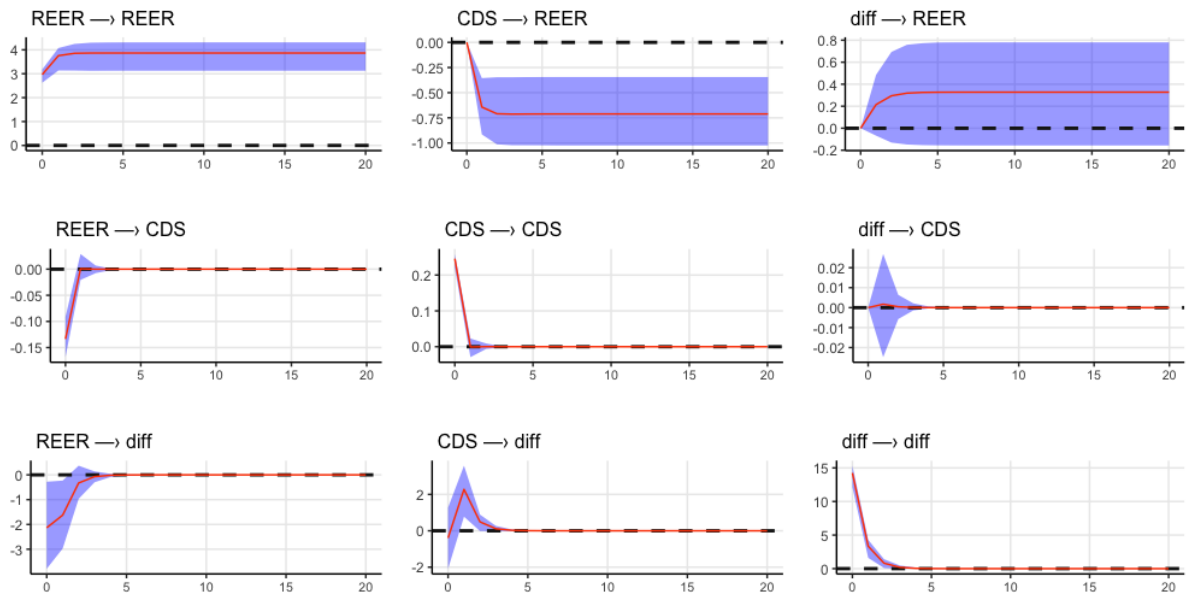 REER —› REER
CDS —› REER
diff —› REER
4
3
2
1
0
0 5 10 15 20
0.00
-0.25
-0.50
-0.75
-1.00
0 5 10 15 20
0.8
0.6
0.4
0.2
0.0
-0.2
0 5 10 15 20
REER —› CDS
CDS —› CDS
diff —› CDS
0.00
-0.05
-0.10
-0.15
0 5 10 15 20
0.2
0.1
0.0
0 5 10 15 20
0.02
0.01
0.00
-0.01
-0.02
0 5 10 15 20
REER —› diff
CDS —› diff
diff —› diff
0
-1
-2
-3
0 5 10 15 20
2
0
-2
0 5 10 15 20
15
10
5
0
0 5 10 15 20